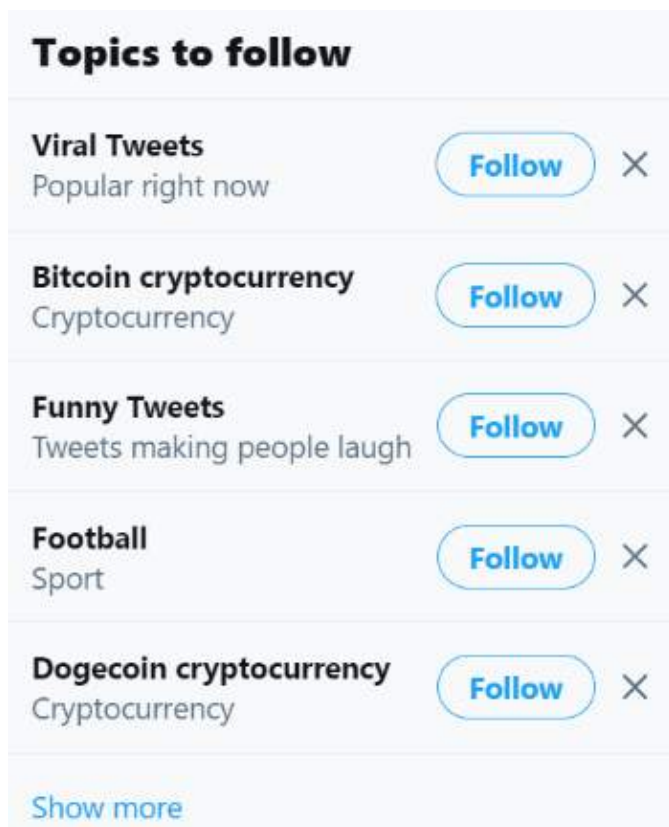 Topics to follow
Viral Tweets
Popular right now
Follow
Bitcoin cryptocurrency
Cryptocurrency
Follow
Funny Tweets
Tweets making people laugh
Follow
Football
Sport
Follow
Dogecoin cryptocurrency
Cryptocurrency
Follow
Show more